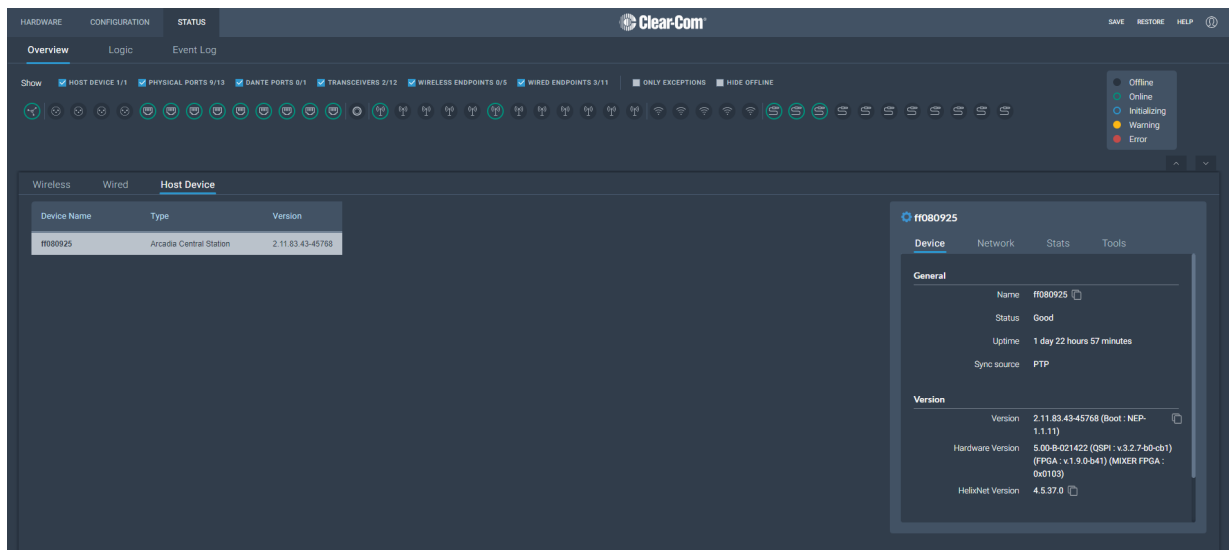 HARDWARE CONFIGURATION STATUS Clear-Com SAVE RESTORE HELP
Overview Logic Event Log
Show HOST DEVICE 1/1 PHYSICAL PORTS 9/13 DANTE PORTS 0/1 TRANSCEIVERS 2/12 WIRELESS ENDPOINTS 0/5 WIRED ENDPOINTS 3/11 ONLY EXCEPTIONS HIDE OFFLINE
Offline
Online
Initializing
Warning
Error
Wireless Wired Host Device
Device Name Type Version
ff080925 Arcadia Central Station 2.11.83.43-45768
ff080925
Device Network Stats Tools
General
Name ff080925
Status Good
Uptime 1 day 22 hours 57 minutes
Sync source PTP
Version
Version 2.11.83.43-45768 (Boot : NEP-
1.1.11)
Hardware Version 5.00-B-021422 (QSPI : v.3.2.7-b0-cb1)
(FPGA : v.1.9.0-b41) (MIXER FPGA :
0x0103)
HelixNet Version 4.5.37.0